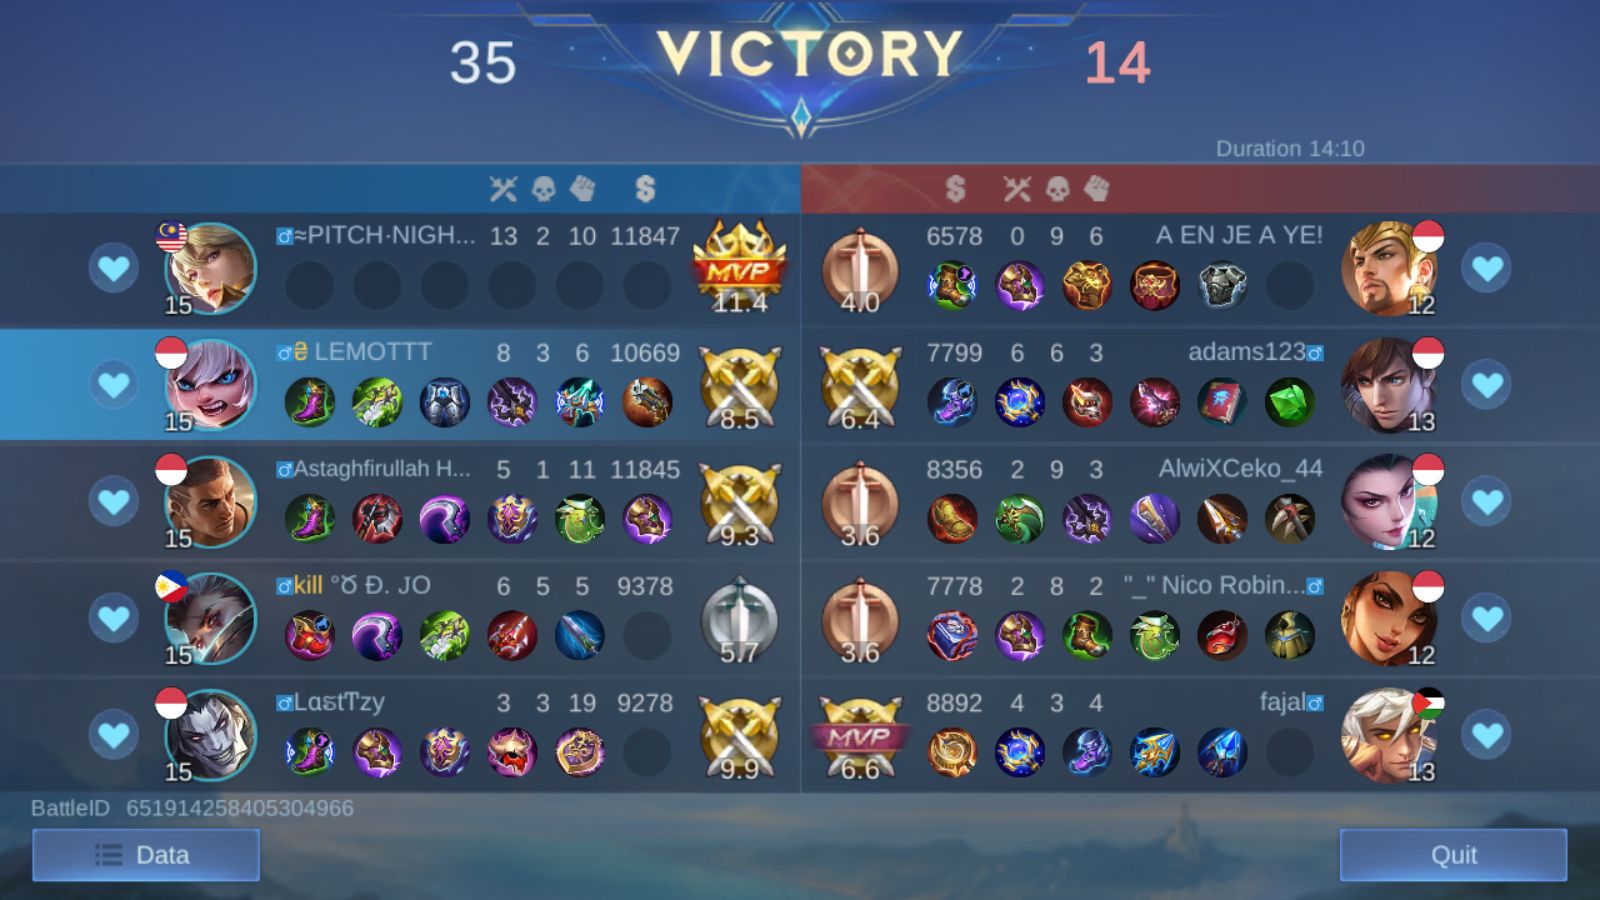 35 VICTORY 14
Duration 14:10
≈PITCH·NIGH... 13 2 10 11847
MVP
11.4
15
LEMOTTT 8 3 6 10669
8.5
15
Astaghfirullah H... 5 1 11 11845
9.3
15
kill °Ծ Đ. JO 6 5 5 9378
5.7
15
3 3 19 9278
9.9
15
6578 0 9 6 A EN JE A YE!
4.0
12
7799 6 6 3 adams123
6.4
13
8356 2 9 3 AlwiXCeko_44
3.6
12
7778 2 8 2 "_" Nico Robin...
3.6
12
8892 4 3 4 fajal
MVP
6.6
13
BattleID 651914258405304966
Data
Quit